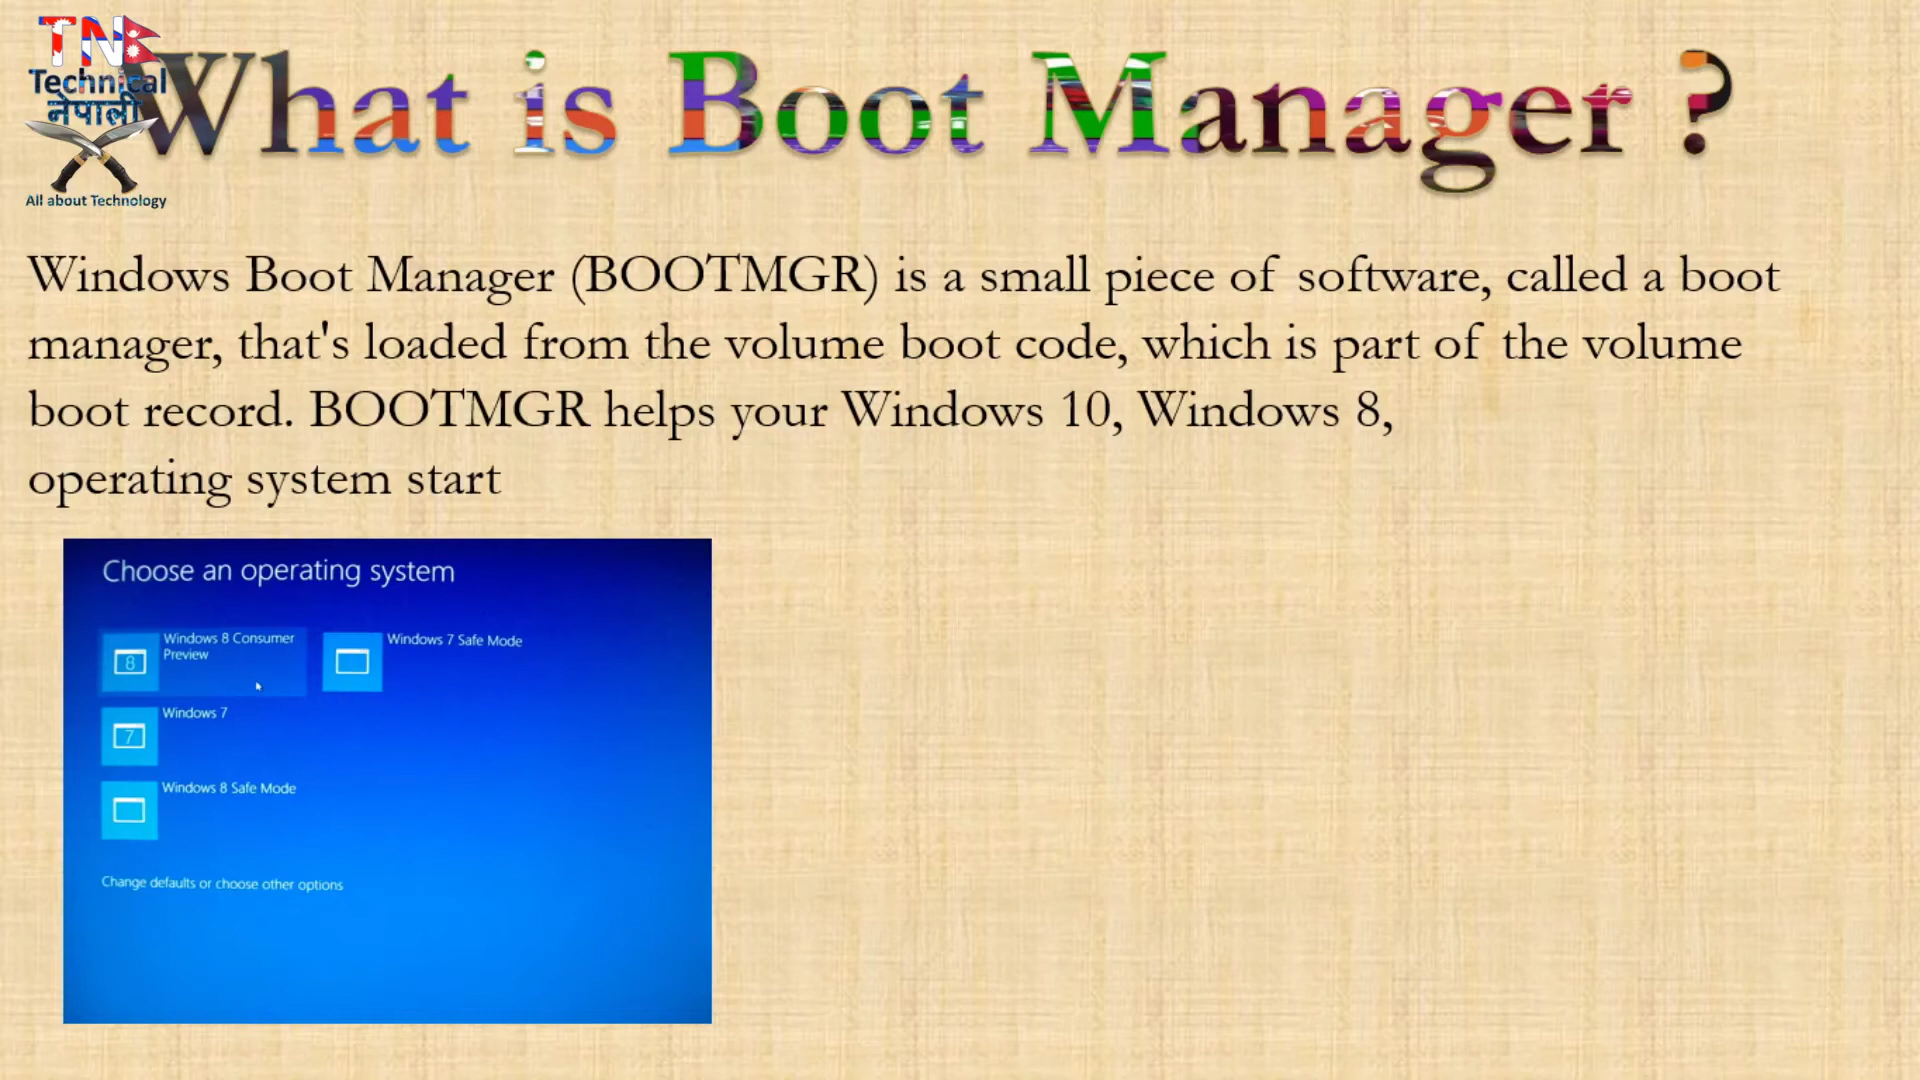 TN
Technical
नेपाली
All about Technology
What is Boot Manager ?
Windows Boot Manager (BOOTMGR) is a small piece of software, called a boot
manager, that's loaded from the volume boot code, which is part of the volume
boot record. BOOTMGR helps your Windows 10, Windows 8,
operating system start
Choose an operating system
8
Windows 8 Consumer
Preview
Windows 7 Safe Mode
7
Windows 7
Windows 8 Safe Mode
Change defaults or choose other options